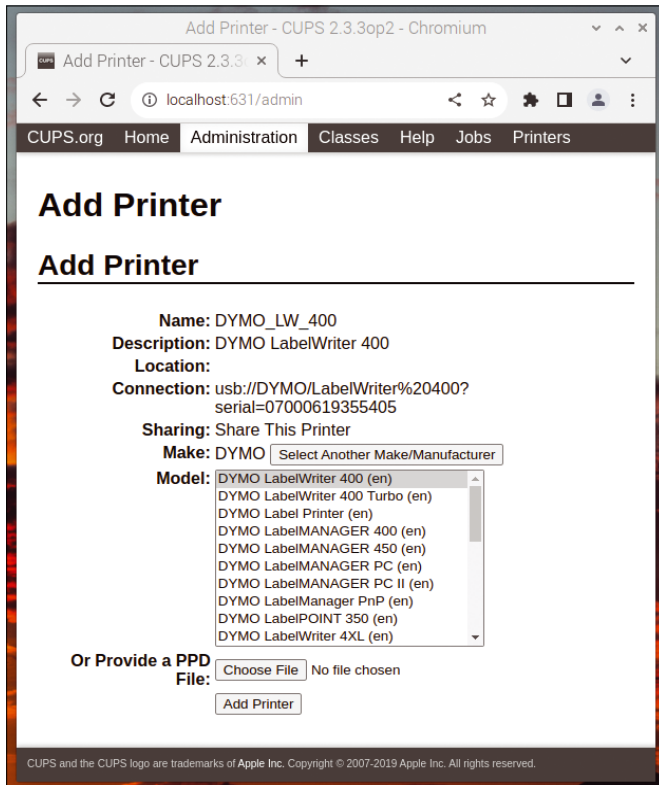 Add Printer - CUPS 2.3.3op2 - Chromium
CUPS
Add Printer - CUPS 2.3.3
localhost:631/admin
CUPS.org Home Administration Classes Help Jobs Printers
Add Printer
Add Printer
Name: DYMO_LW_400
Description: DYMO LabelWriter 400
Location:
Connection: usb://DYMO/LabelWriter%20400?
serial=07000619355405
Sharing: Share This Printer
Make: DYMO Select Another Make/Manufacturer
Model: DYMO LabelWriter 400 (en)
DYMO LabelWriter 400 Turbo (en)
DYMO Label Printer (en)
DYMO LabelMANAGER 400 (en)
DYMO LabelMANAGER 450 (en)
DYMO LabelMANAGER PC (en)
DYMO LabelMANAGER PC II (en)
DYMO LabelManager PnP (en)
DYMO LabelPOINT 350 (en)
DYMO LabelWriter 4XL (en)
Or Provide a PPD
File: Choose File No file chosen
Add Printer
CUPS and the CUPS logo are trademarks of Apple Inc. Copyright © 2007-2019 Apple Inc. All rights reserved.